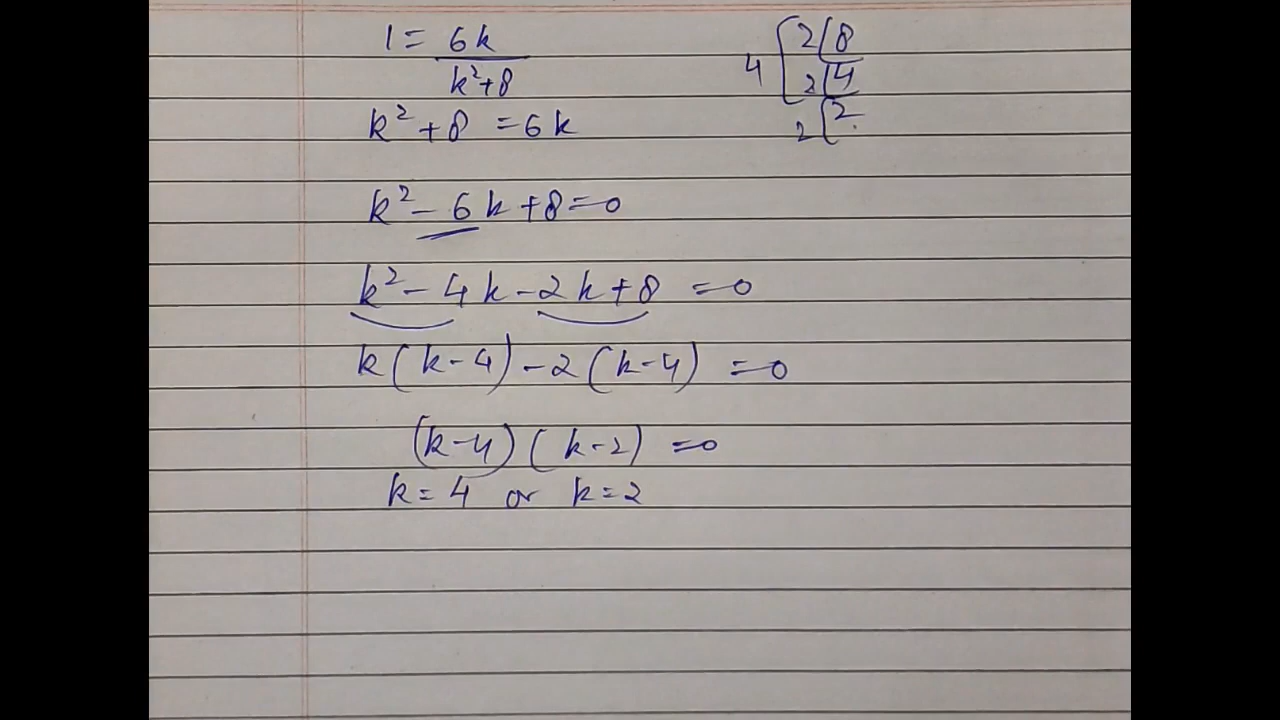 1 = 6k
k²+8
k² + 8 = 6k
k² - 6k + 8 = 0
k² - 4k - 2k + 8 = 0
k(k-4) - 2(k-4) = 0
(k-4)(k-2) = 0
k = 4 or k = 2
2 8
4 2 4
2 2